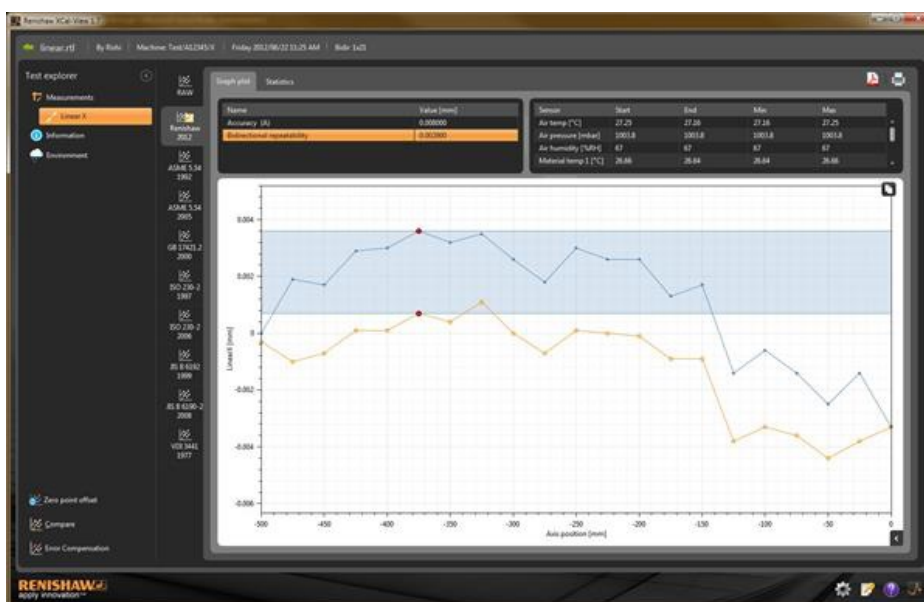 Renishaw XCal-View 1.7
linear.rtl By Rishi Machine: Test/A12345/X Friday 2012/06/22 11:25 AM Bidir 1x21
Test explorer
Measurements
Linear X
Information
Environment
Zero point offset
Compare
Error Compensation
RAW
Renishaw
2012
ASME 5.54
1992
ASME 5.54
2005
GB 17421.2
2000
ISO 230-2
1997
ISO 230-2
2006
JIS B 6192
1999
JIS B 6190-2
2008
VDI 3441
1977
Graph plot Statistics
Name Value [mm]
Accuracy (A) 0.008000
Bidirectional repeatability -0.002900
Sensor Start End Min Max
Air temp [°C] 27.25 27.16 27.16 27.25
Air pressure [mbar] 1003.8 1003.8 1003.8 1003.8
Air humidity [%RH] 67 67 67 67
Material temp 1 [°C] 26.66 26.64 26.64 26.66
0.004
0.002
0
-0.002
-0.004
-0.006
Linear X [mm]
-500 -450 -400 -350 -300 -250 -200 -150 -100 -50 0
Axis position [mm]
RENISHAW
apply innovation™